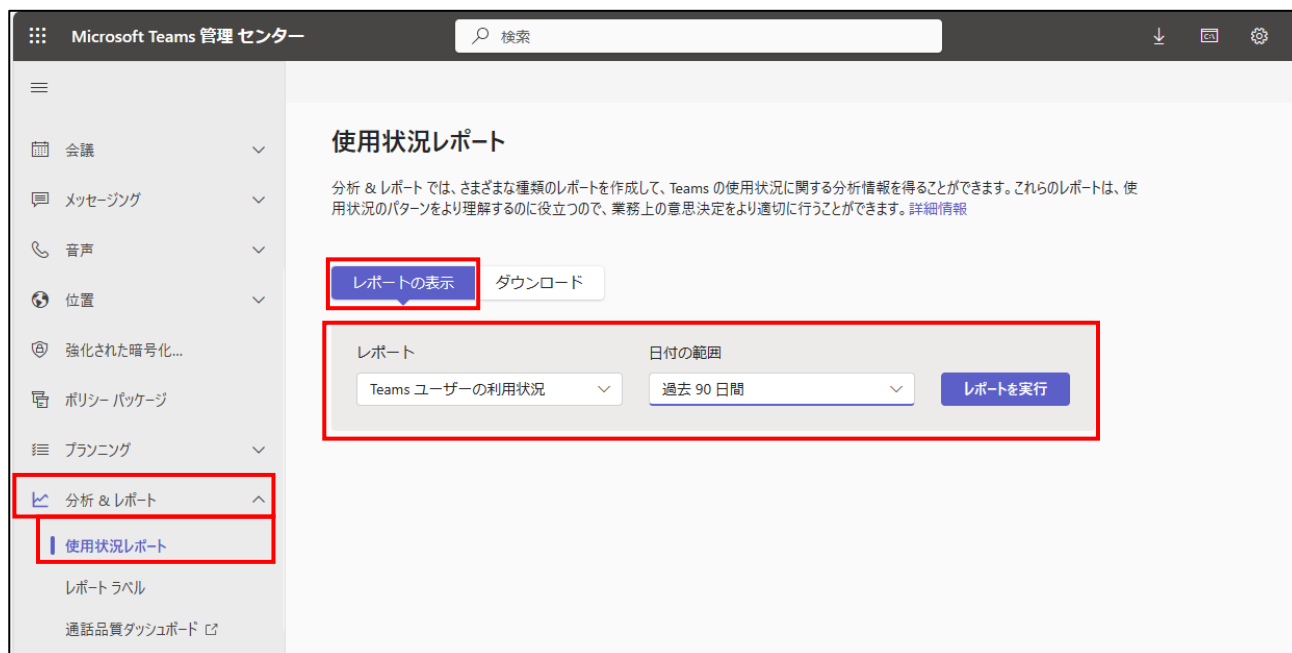 Microsoft Teams 管理 センター
検索
会議
メッセージング
音声
位置
強化された暗号化...
ポリシー パッケージ
プランニング
分析 & レポート
使用状況レポート
レポート ラベル
通話品質ダッシュボード
使用状況レポート
分析 & レポート では、さまざまな種類のレポートを作成して、Teams の使用状況に関する分析情報を得ることができます。これらのレポートは、使
用状況のパターンをより理解するのに役立つので、業務上の意思決定をより適切に行うことができます。詳細情報
レポートの表示 ダウンロード
レポート 日付の範囲
Teams ユーザーの利用状況 過去 90 日間 レポートを実行